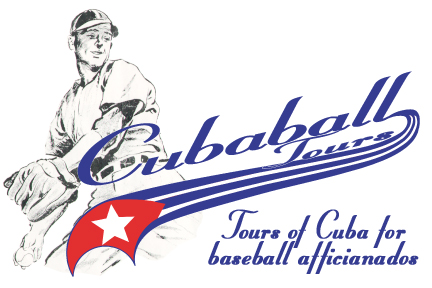 Cubaball
Tours
Tours of Cuba for
baseball afficianados